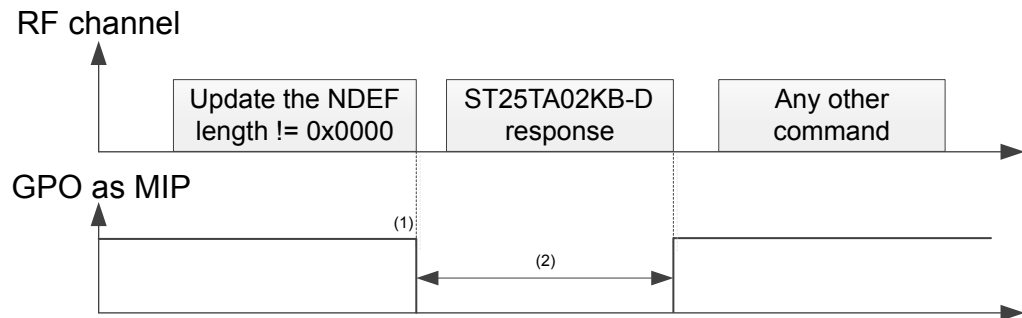 RF channel
Update the NDEF
length != 0x0000
ST25TA02KB-D
response
Any other
command
GPO as MIP
(1)
(2)